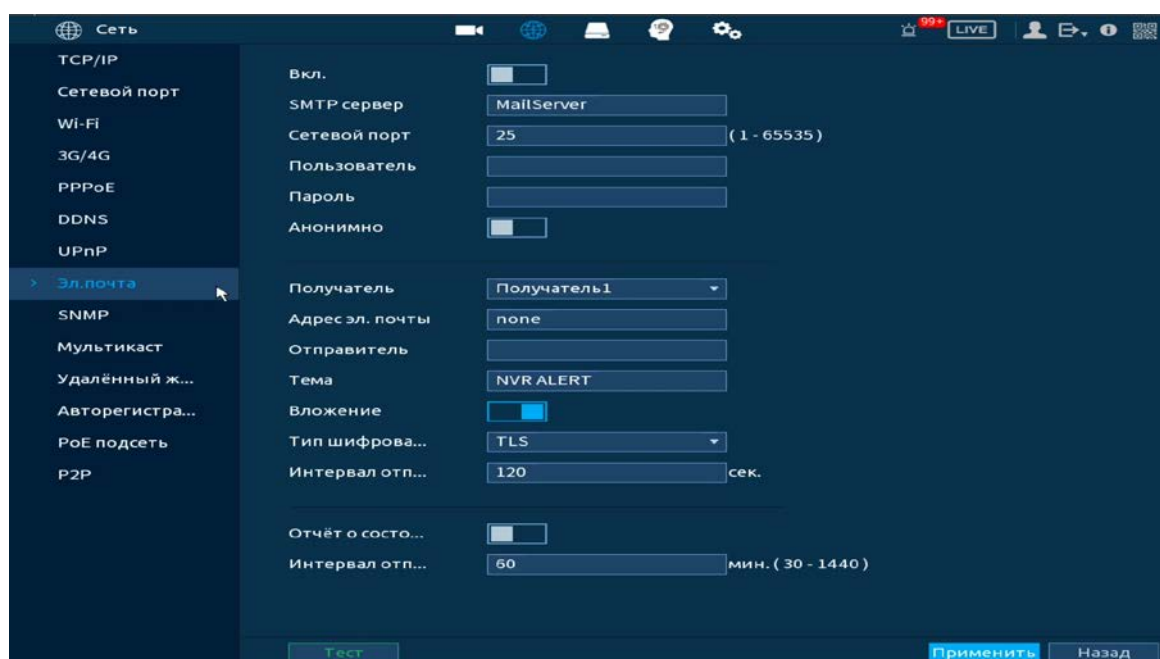 Сеть 99+ LIVE
TCP/IP
Сетевой порт
Wi-Fi
3G/4G
PPPoE
DDNS
UPnP
Эл.почта
SNMP
Мультикаст
Удалённый ж...
Авторегистра...
PoE подсеть
P2P
Вкл.
SMTP сервер MailServer
Сетевой порт 25 (1 - 65535)
Пользователь
Пароль
Анонимно
Получатель Получатель1
Адрес эл. почты none
Отправитель
Тема NVR ALERT
Вложение
Тип шифрова... TLS
Интервал отп... 120 сек.
Отчёт о состо...
Интервал отп... 60 мин. (30 - 1440)
Тест Применить Назад